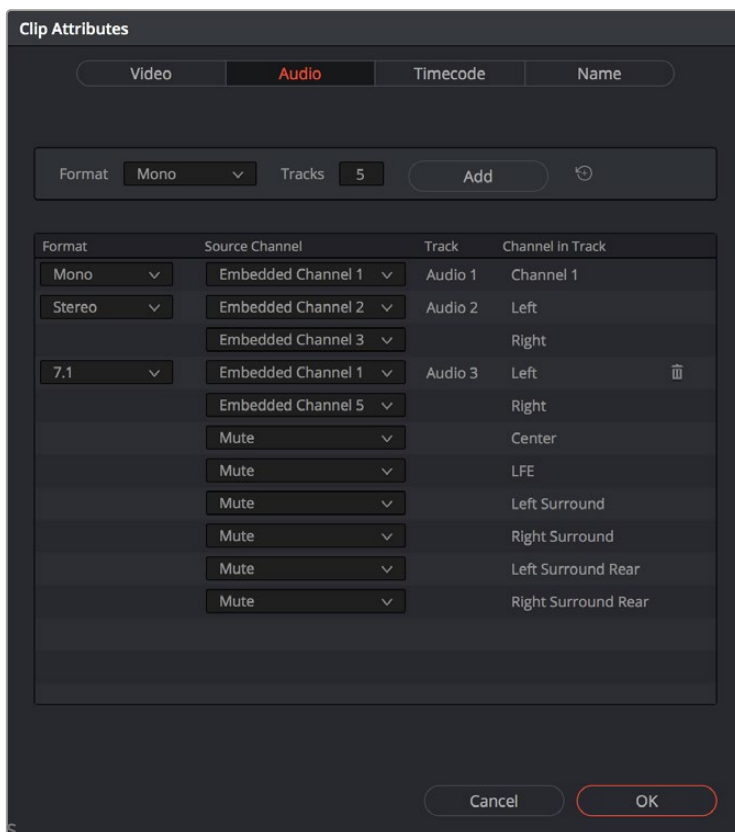 Clip Attributes
Video Audio Timecode Name
Format Mono Tracks 5 Add
Format Source Channel Track Channel in Track
Mono Embedded Channel 1 Audio 1 Channel 1
Stereo Embedded Channel 2 Audio 2 Left
Embedded Channel 3 Right
7.1 Embedded Channel 1 Audio 3 Left
Embedded Channel 5 Right
Mute Center
Mute LFE
Mute Left Surround
Mute Right Surround
Mute Left Surround Rear
Mute Right Surround Rear
Cancel OK
s